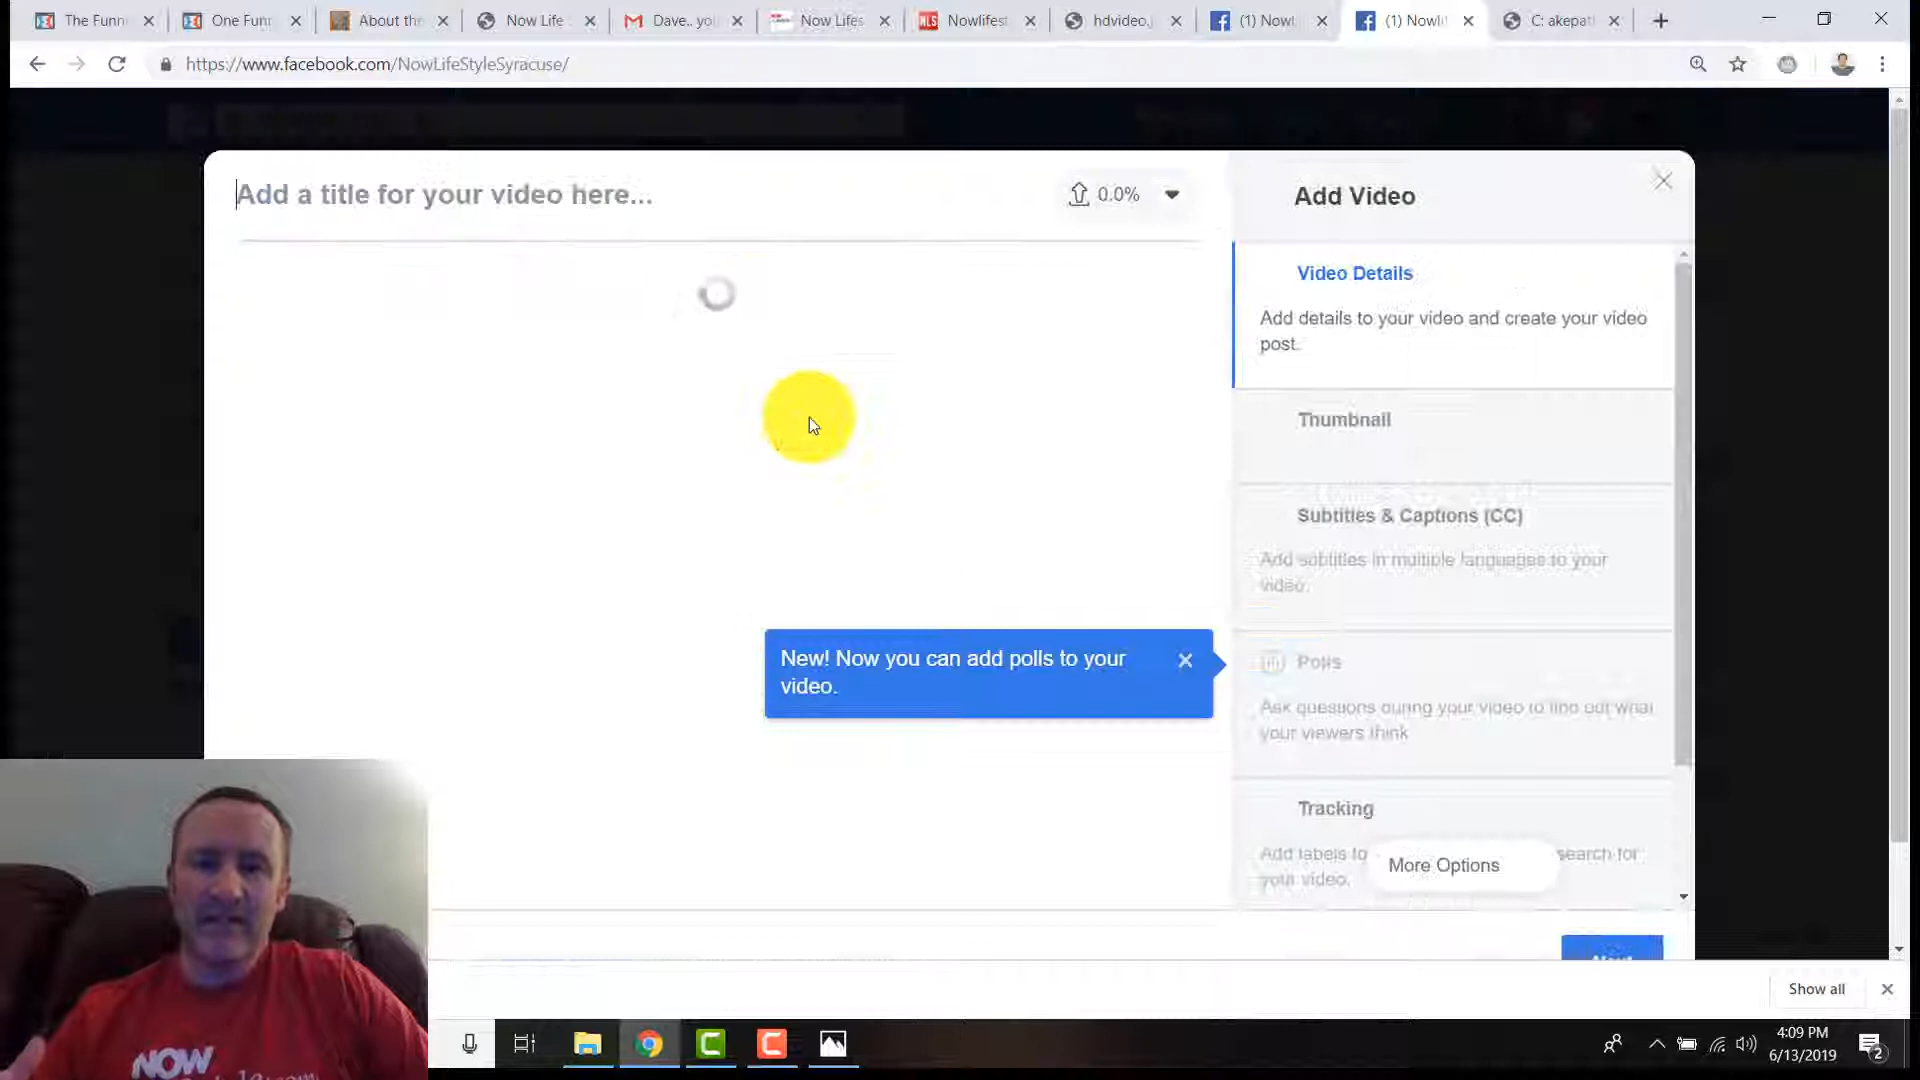 The Funn
One Funn
About the
Now Life
Dave.. yo
Now Lifes
Nowlifest
hdvideo.
(1) Nowl
(1) Nowli
C: akepat
https://www.facebook.com/NowLifeStyleSyracuse/
Add a title for your video here...
0.0%
Add Video
Video Details
Add details to your video and create your video
post.
Thumbnail
Subtitles & Captions (CC)
Add subtitles in multiple languages to your
video.
New! Now you can add polls to your
video.
Polls
Ask questions during your video to find out what
your viewers think
Tracking
Add labels to
search for
your video.
More Options
Next
Show all
NOW
4:09 PM
6/13/2019
2